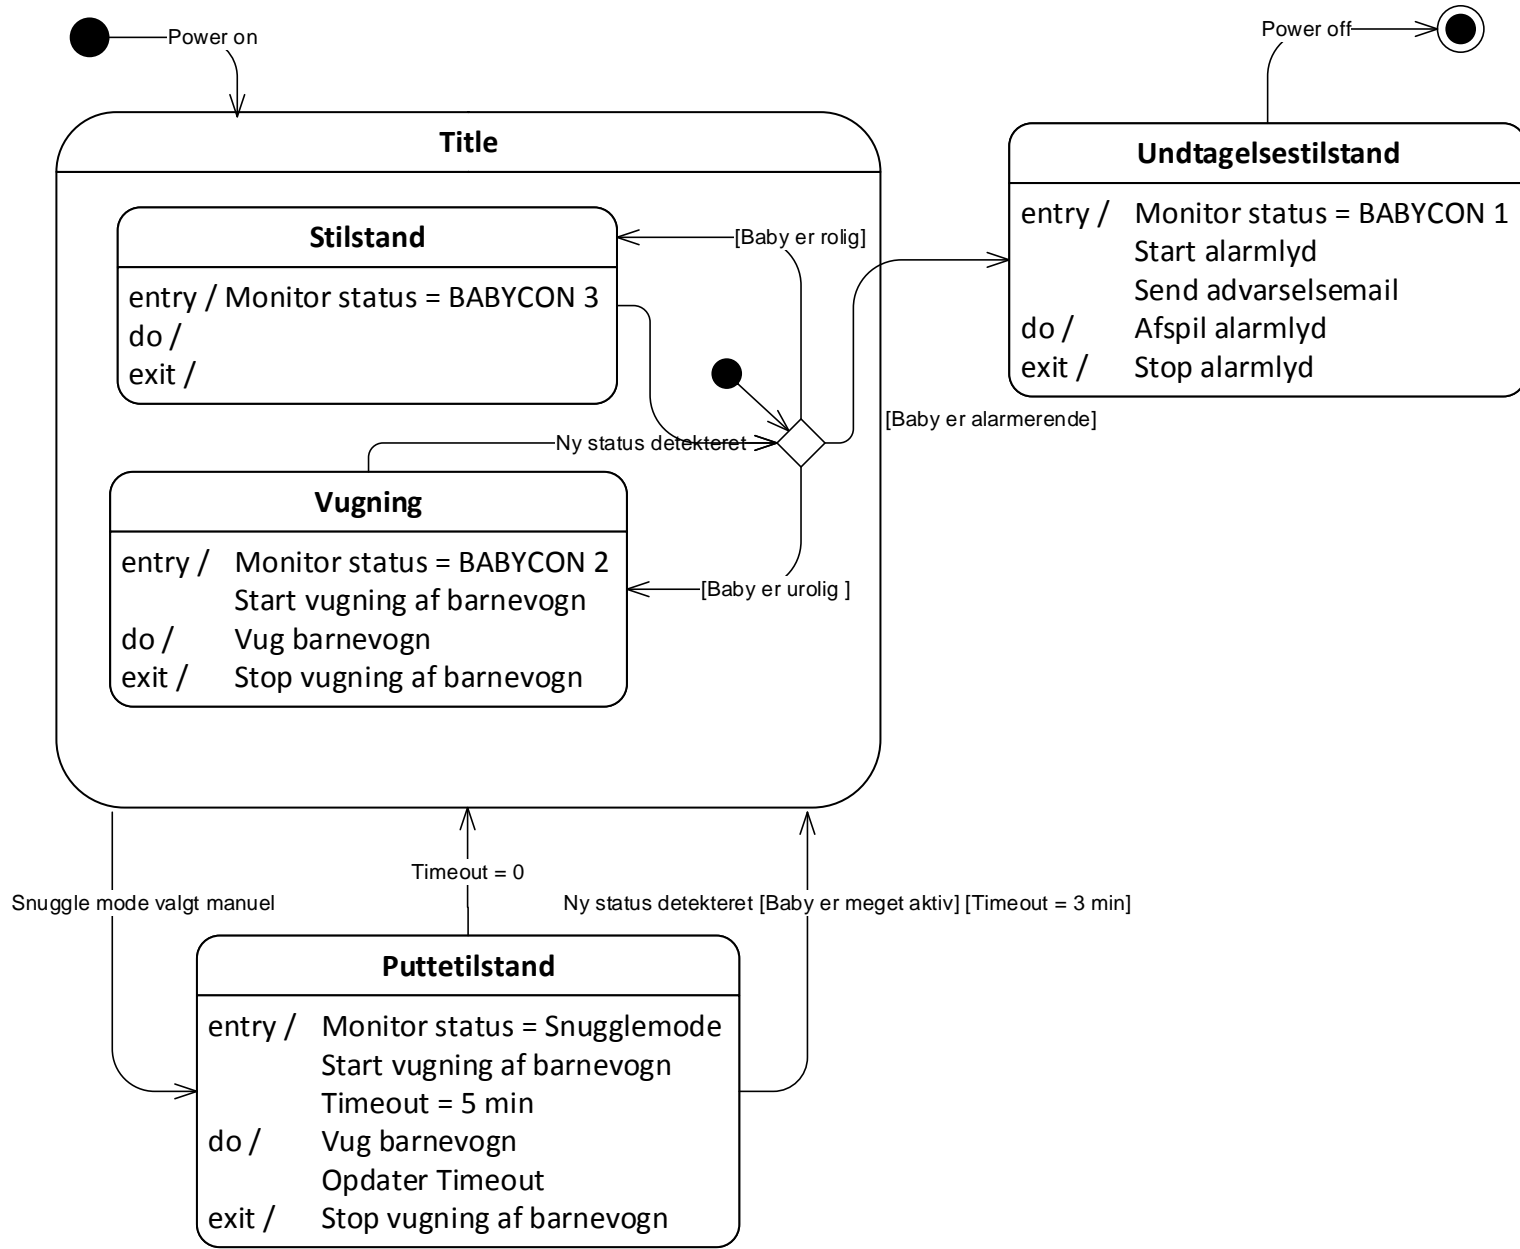 Power on
Power off
Title
Undtagelsestilstand
entry / Monitor status = BABYCON 1
Start alarmlyd
Send advarselsemail
do / Afspil alarmlyd
exit / Stop alarmlyd
Stilstand
entry / Monitor status = BABYCON 3
do /
exit /
[Baby er rolig]
[Baby er alarmerende]
Ny status detekteret
Vugning
entry / Monitor status = BABYCON 2
Start vugning af barnevogn
do / Vug barnevogn
exit / Stop vugning af barnevogn
[Baby er urolig ]
Timeout = 0
Snuggle mode valgt manuel
Ny status detekteret [Baby er meget aktiv] [Timeout = 3 min]
Puttetilstand
entry / Monitor status = Snugglemode
Start vugning af barnevogn
Timeout = 5 min
do / Vug barnevogn
Opdater Timeout
exit / Stop vugning af barnevogn